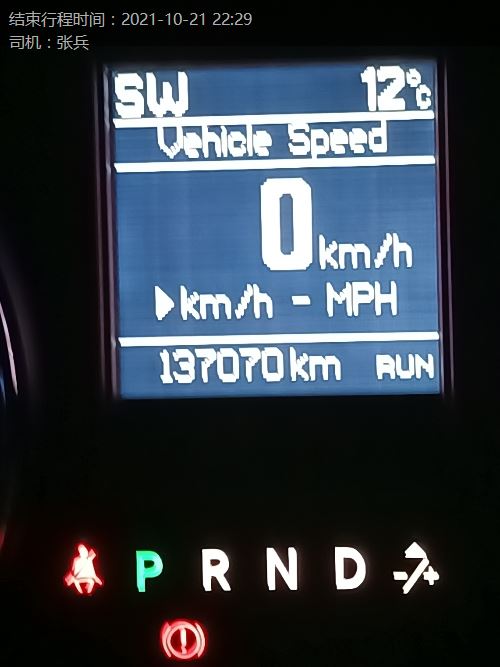 结束行程时间：2021-10-21 22:29
司机：张兵
SW 12°C
Vehicle Speed
0 km/h
km/h - MPH
137070 km RUN
P R N D -/+